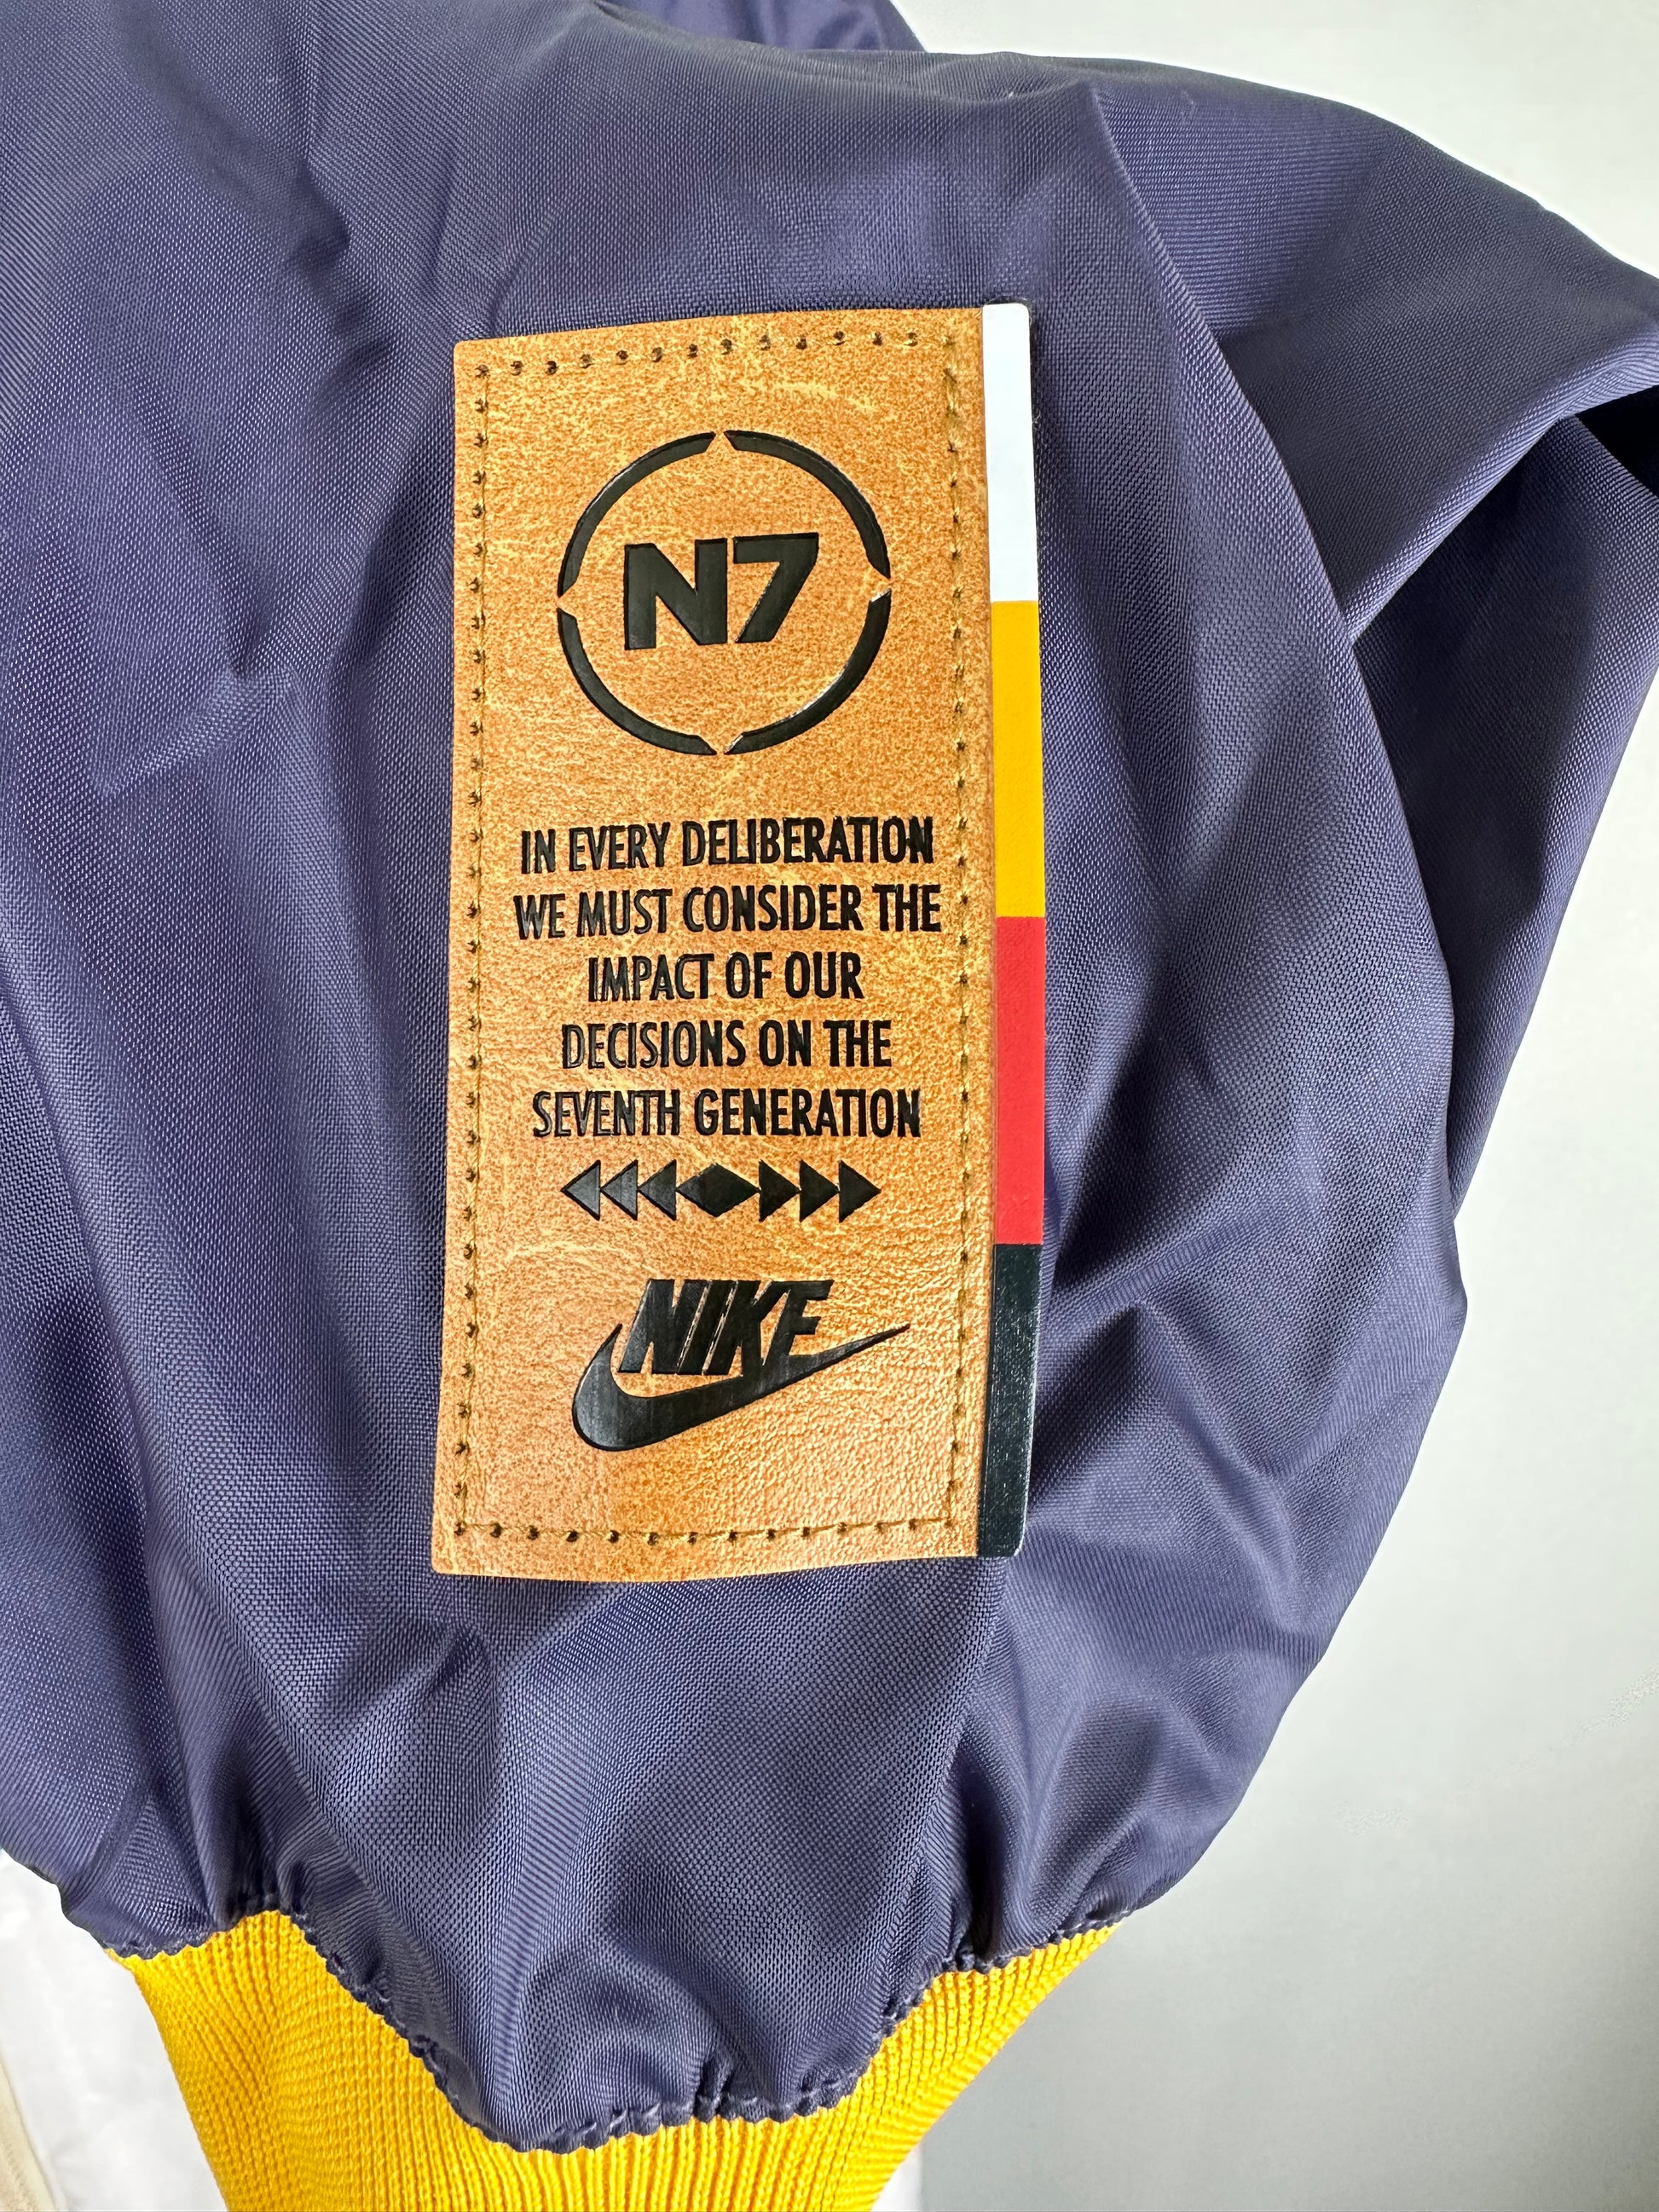 N7
IN EVERY DELIBERATION
WE MUST CONSIDER THE
IMPACT OF OUR
DECISIONS ON THE
SEVENTH GENERATION
NIKE